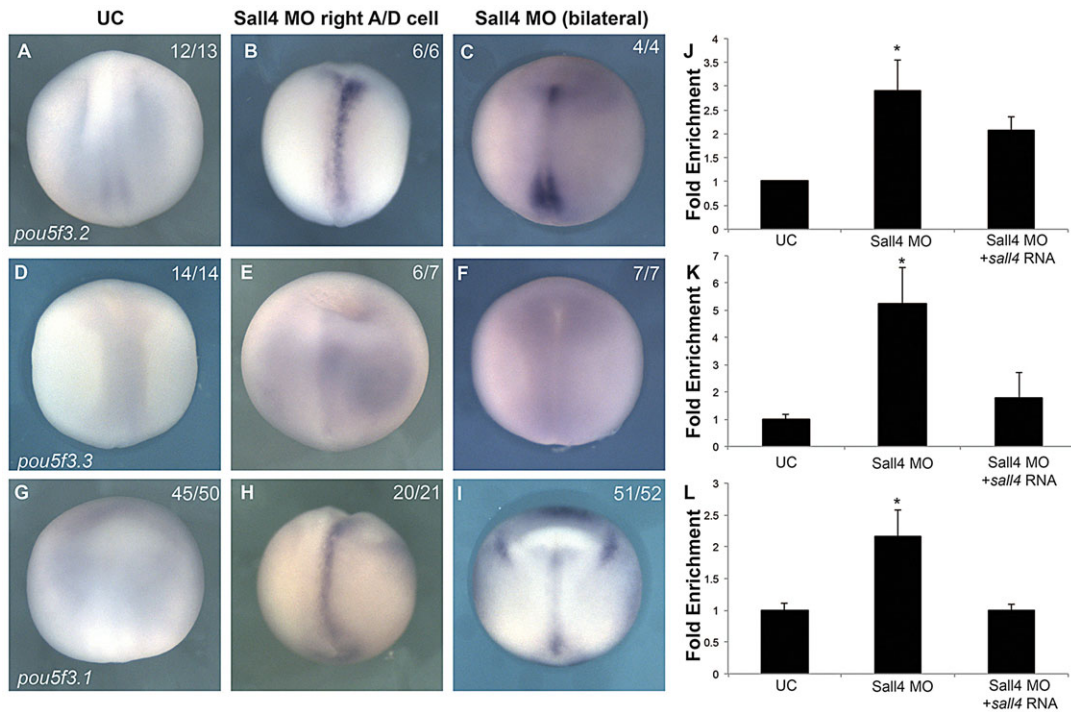 UC
Sall4 MO right A/D cell
Sall4 MO (bilateral)
A
12/13
pou5f3.2
B
6/6
C
4/4
D
14/14
pou5f3.3
E
6/7
F
7/7
G
45/50
pou5f3.1
H
20/21
I
51/52
J
Fold Enrichment
4
3.5
3
2.5
2
1.5
1
0.5
0
*
UC
Sall4 MO
Sall4 MO
+sall4 RNA
K
Fold Enrichment
7
6
5
4
3
2
1
0
*
UC
Sall4 MO
Sall4 MO
+sall4 RNA
L
Fold Enrichment
3
2.5
2
1.5
1
0.5
0
*
UC
Sall4 MO
Sall4 MO
+sall4 RNA